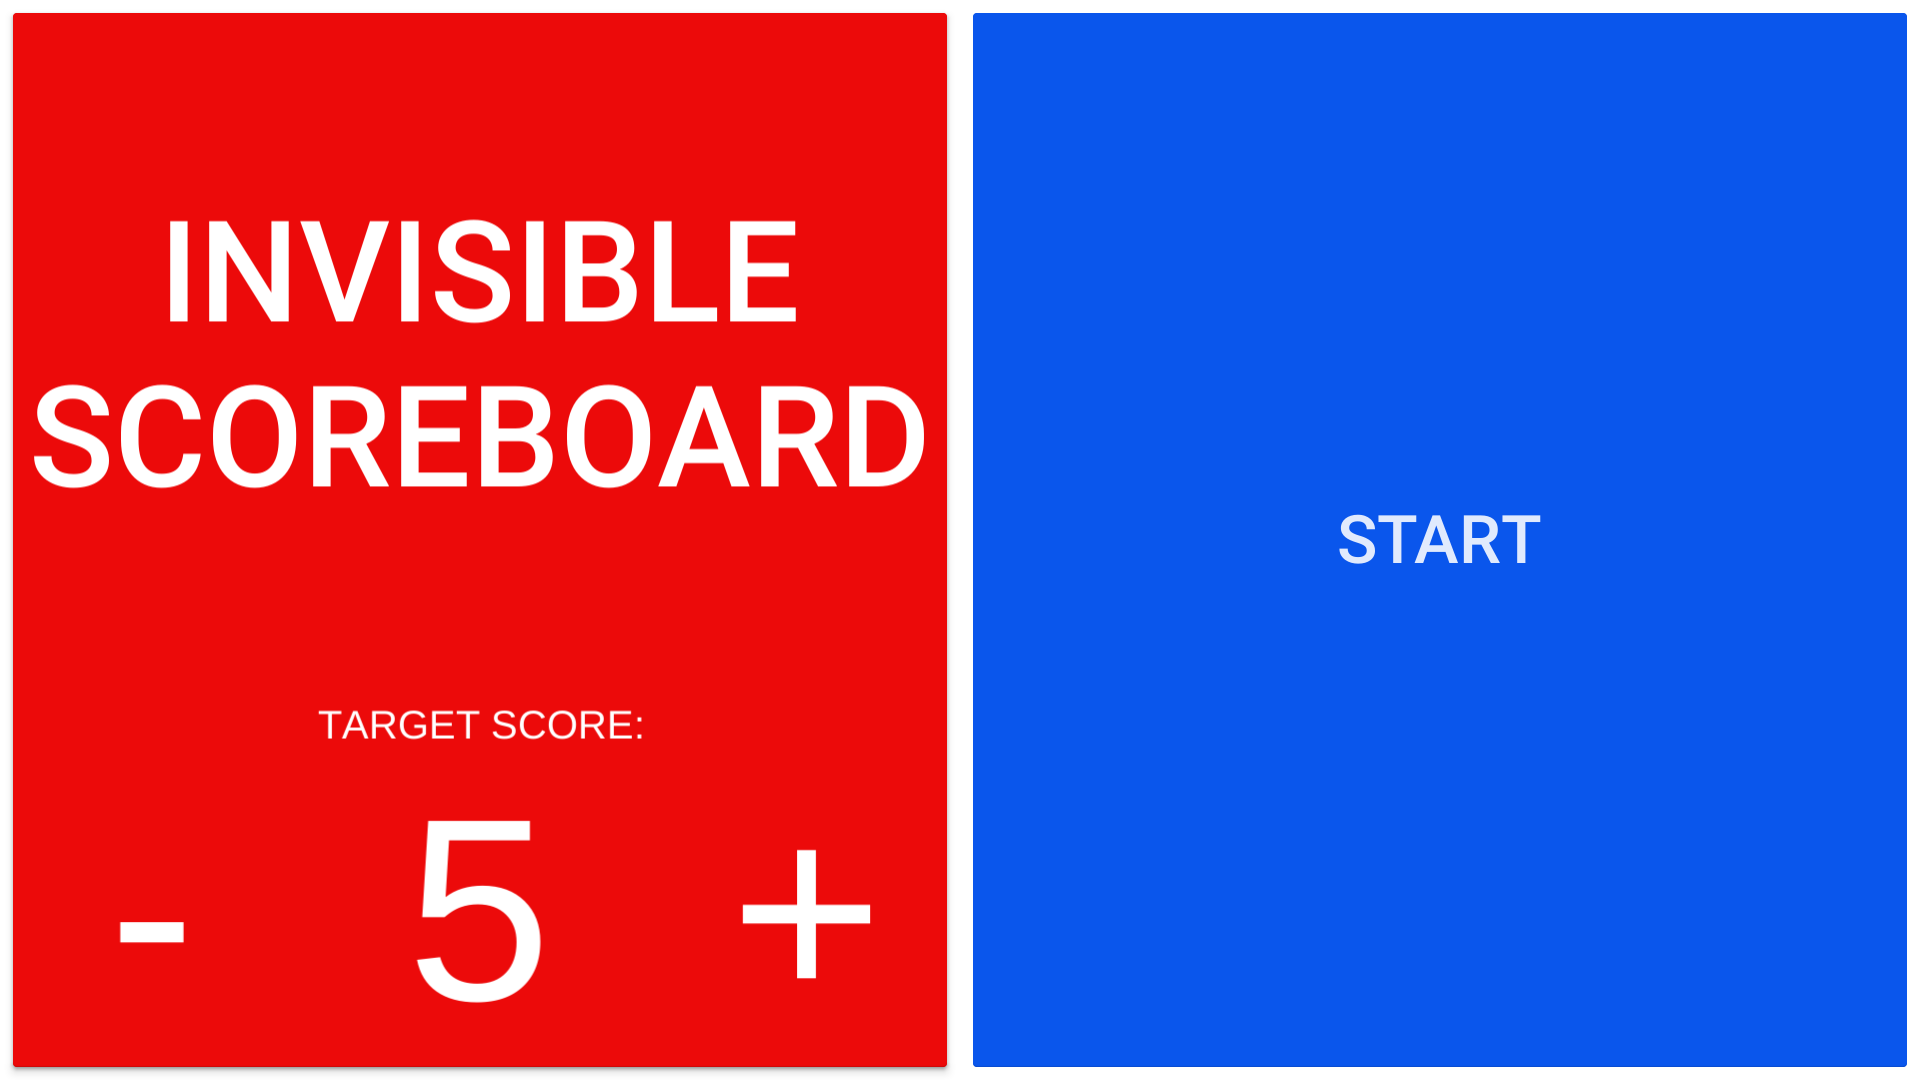 INVISIBLE
SCOREBOARD
TARGET SCORE:
- 5 +
START